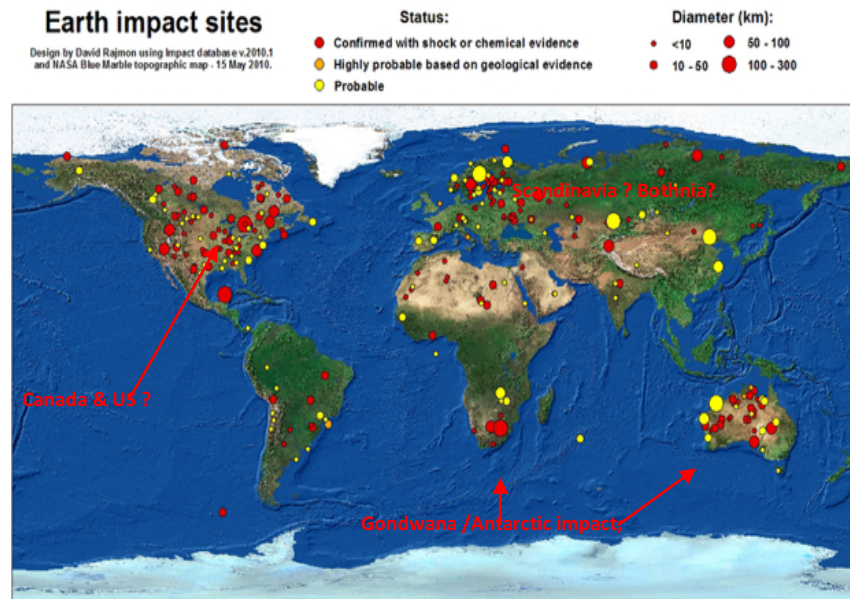 Earth impact sites
Design by David Rajmon using Impact database v.2010.1
and NASA Blue Marble topographic map - 15 May 2010.
Status:
Confirmed with shock or chemical evidence
Highly probable based on geological evidence
Probable
Diameter (km):
<10
50 - 100
10 - 50
100 - 300
Scandinavia ? Bothnia?
Canada & US ?
Gondwana /Antarctic Impact;